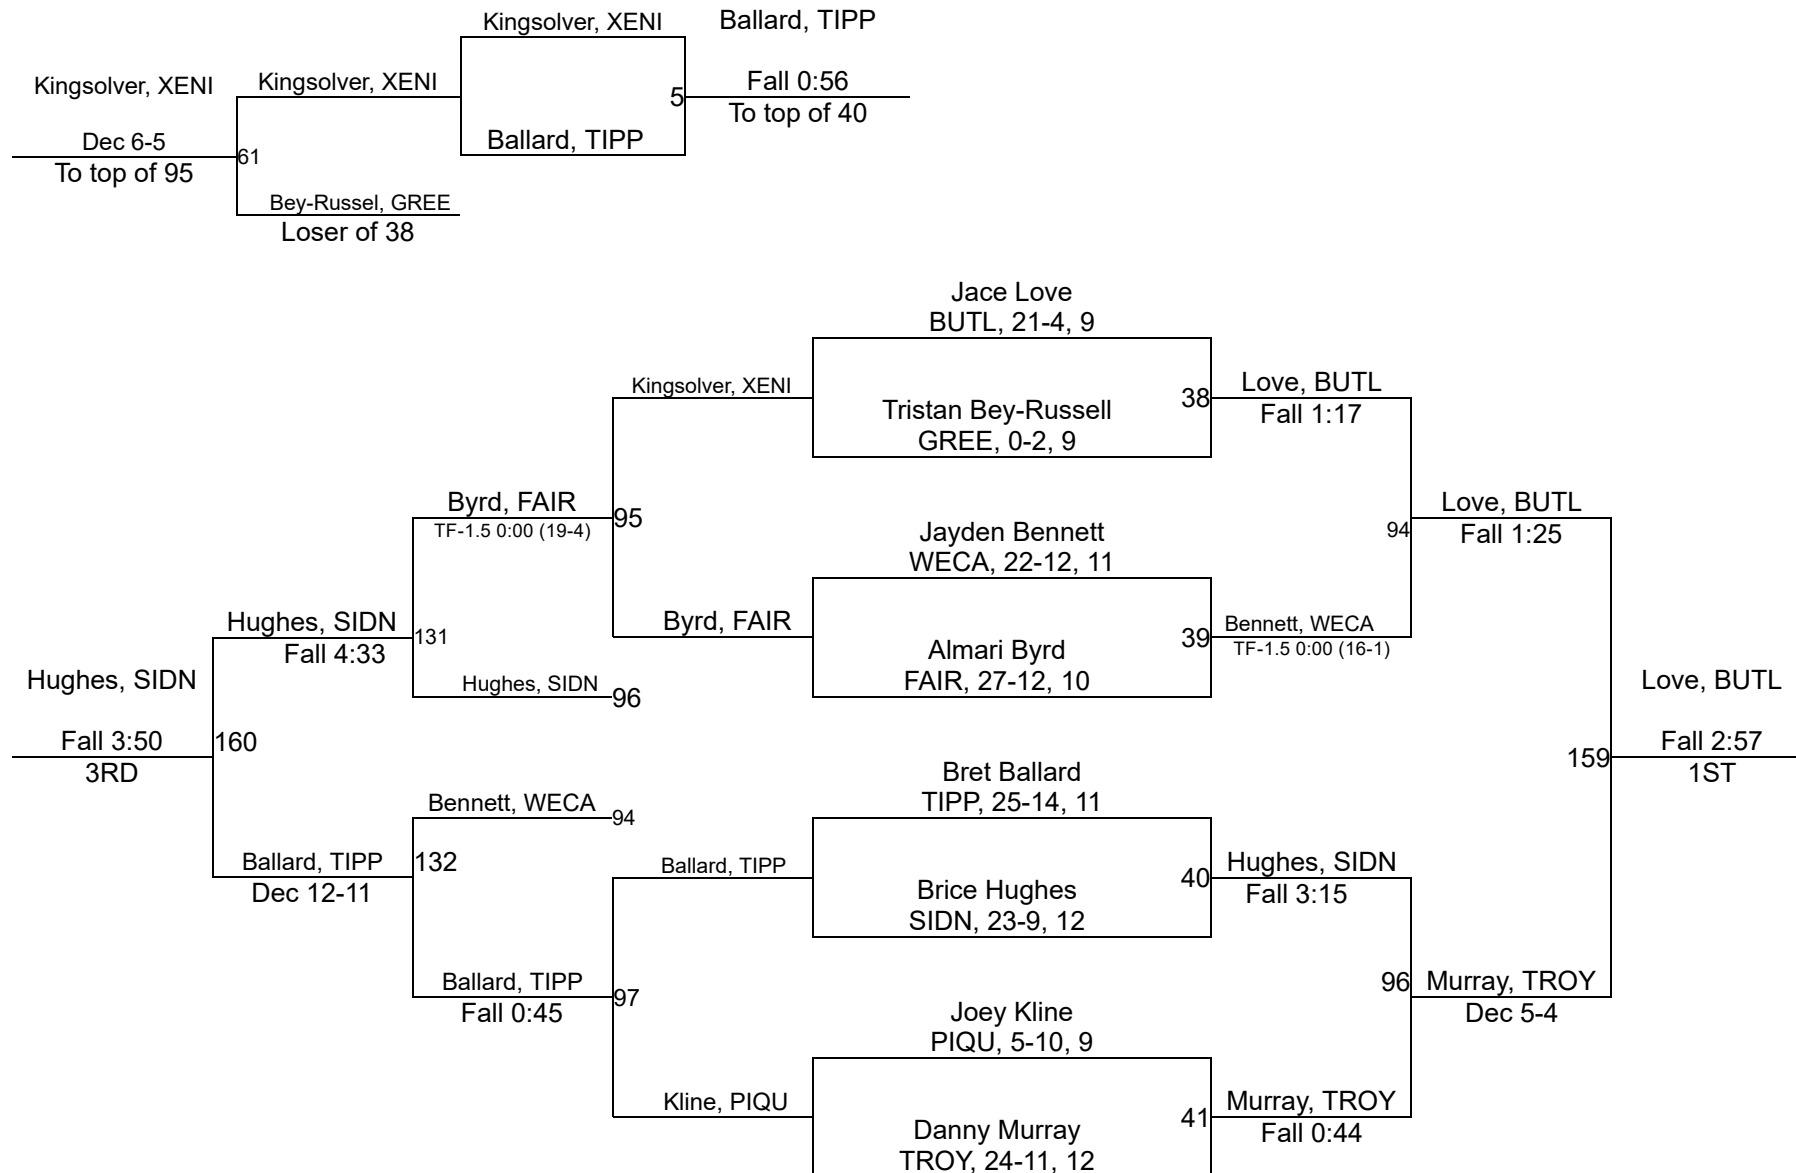 Kingsolver, XENI
Ballard, TIPP
Kingsolver, XENI
Kingsolver, XENI
Fall 0:56
5
To top of 40
Dec 6-5
Ballard, TIPP
61
To top of 95
Bey-Russel, GREE
Loser of 38
Jace Love
BUTL, 21-4, 9
Kingsolver, XENI
Love, BUTL
38
Tristan Bey-Russell
Fall 1:17
GREE, 0-2, 9
Byrd, FAIR
Love, BUTL
95
TF-1.5 0:00 (19-4)
94
Jayden Bennett
Fall 1:25
WECA, 22-12, 11
Hughes, SIDN
Byrd, FAIR
Bennett, WECA
131
39
Fall 4:33
Almari Byrd
TF-1.5 0:00 (16-1)
FAIR, 27-12, 10
Hughes, SIDN
Hughes, SIDN
96
Love, BUTL
Fall 3:50
160
Fall 2:57
159
3RD
Bret Ballard
1ST
TIPP, 25-14, 11
Bennett, WECA
94
Ballard, TIPP
132
Ballard, TIPP
Hughes, SIDN
40
Dec 12-11
Brice Hughes
Fall 3:15
SIDN, 23-9, 12
Ballard, TIPP
96
Murray, TROY
97
Fall 0:45
Joey Kline
Dec 5-4
PIQU, 5-10, 9
Kline, PIQU
Murray, TROY
41
Danny Murray
Fall 0:44
TROY, 24-11, 12